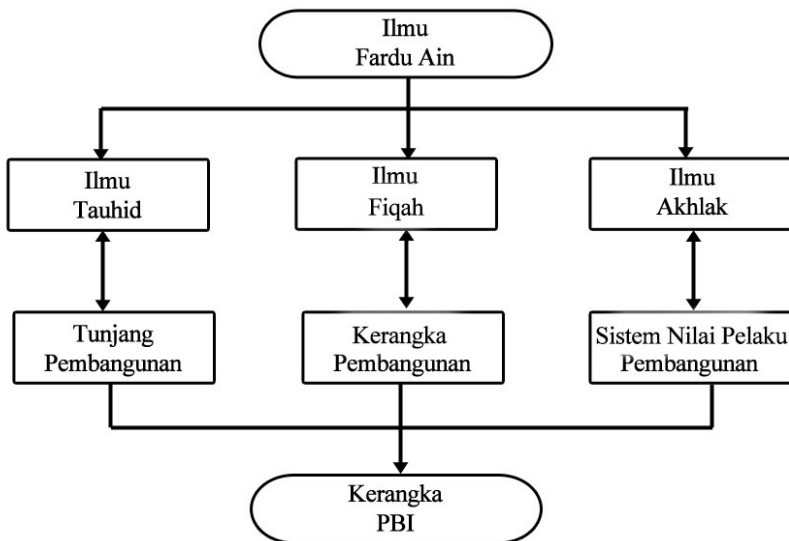 Ilmu
Fardu Ain
Ilmu
Tauhid
Ilmu
Fiqah
Ilmu
Akhlak
Tunjang
Pembangunan
Kerangka
Pembangunan
Sistem Nilai Pelaku
Pembangunan
Kerangka
PBI